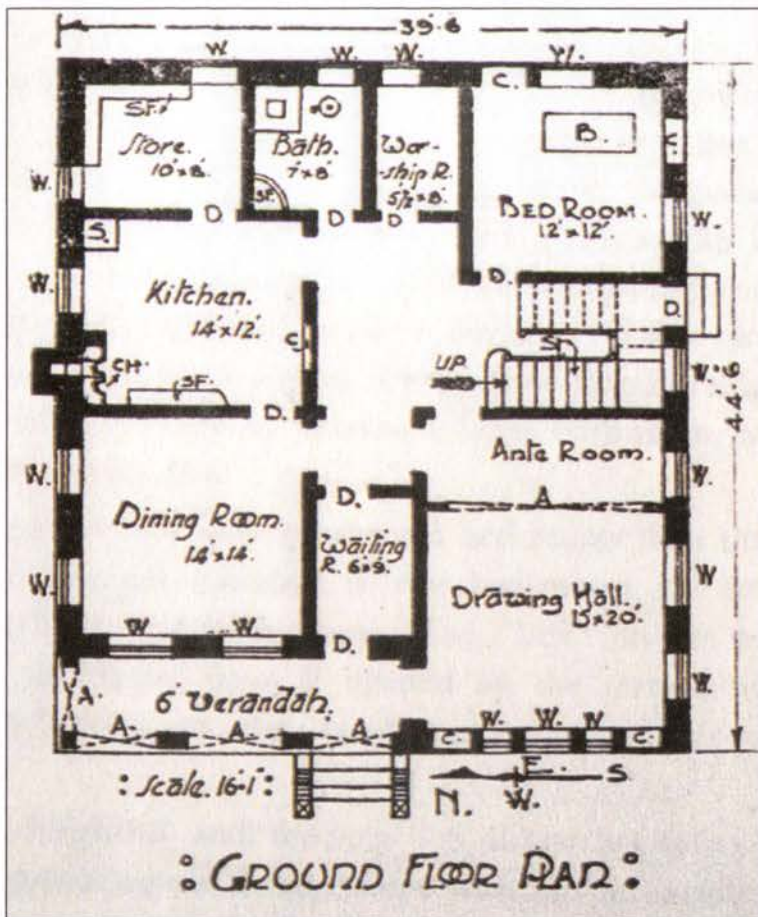 39'·6
W. W. W. W.
C.
SF. B. C.
Store. Bath. Wor-
10'×8' 7'×8' -ship R.
5½'×8'
W. SF. BED ROOM. W.
12'×12'
D. D. D.
S. D. D.
W. Kitchen.
14'×12'
C. UP. S. W.
CH. SF. 44·6
D. Ante Room. W.
W. D. A.
Dining Room. Waiting
14'×14' R. 6'×9'. Drawing Hall. W
W. 15'×20'.
W W D. W.
A. 6' Verandah.
A. A. A. C. W. W. W C.
: Scale. 16'-1" : E. S.
N. W.
: GROUND FLOOR PLAN :